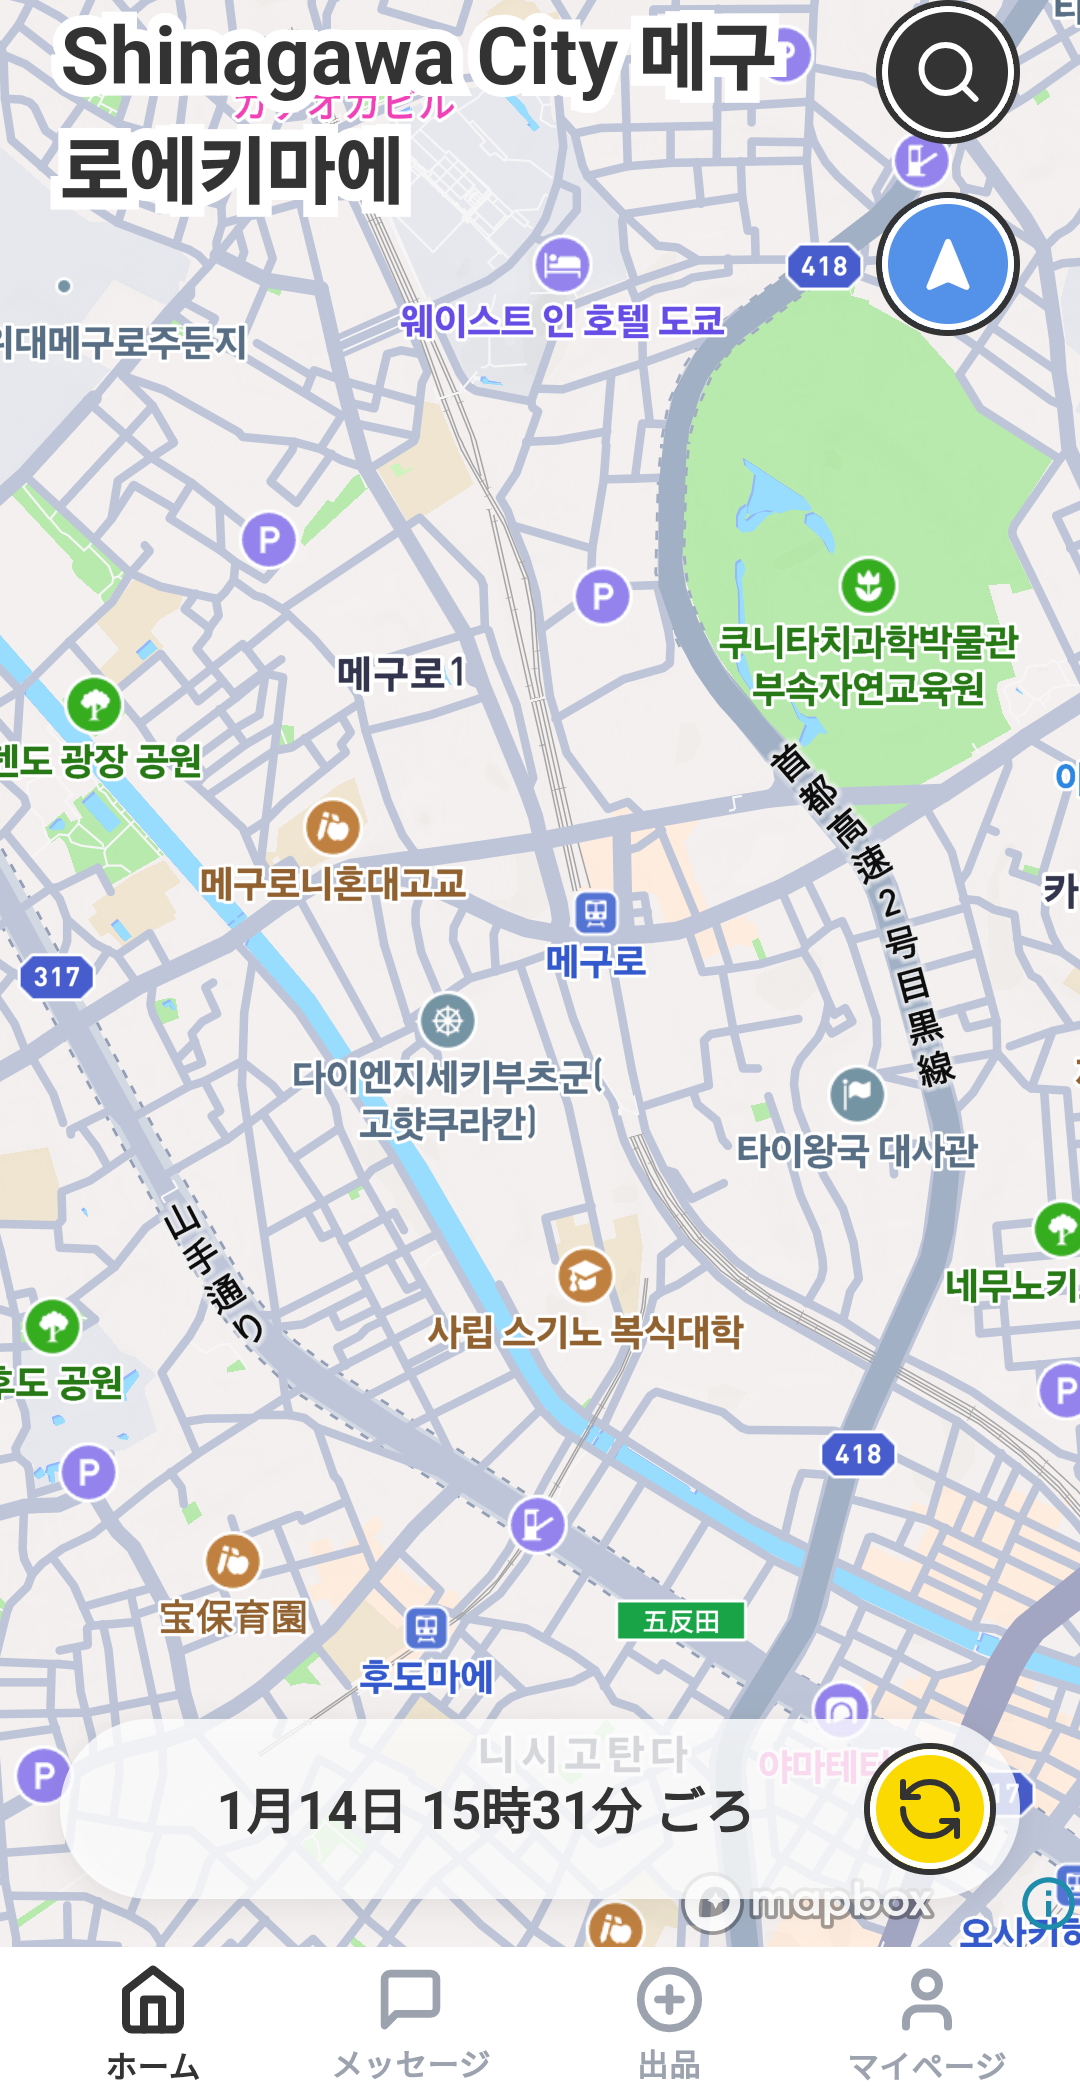 Shinagawa City 메구
로에키마에
P
418
웨이스트 인 호텔 도쿄
위대메구로주둔지
P
P
쿠니타치과학박물관
부속자연교육원
메구로1
렌도 광장 공원
首都高速2号目黒線
메구로니혼대고교
카
메구로
317
다이엔지세키부츠군(
고햣쿠라칸)
타이왕국 대사관
山手通り
네무노키
사립 스기노 복식대학
후도 공원
P
418
P
宝保育園
五反田
후도마에
니시고탄다
야마테터
P
1月14日 15時31分 ごろ
mapbox
i
ホーム
メッセージ
出品
マイページ